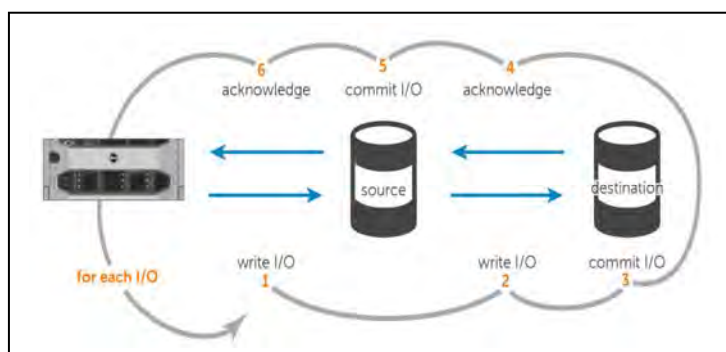 6 5 4
acknowledge commit I/O acknowledge
source destination
write I/O write I/O commit I/O
for each I/O
1 2 3